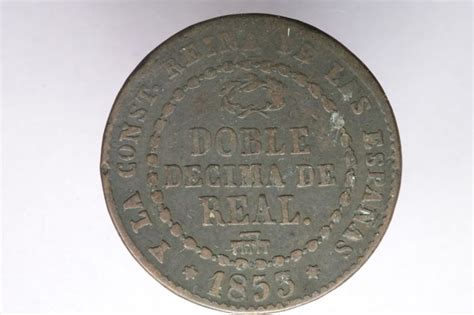 Y LA CONST. REINA DE LAS ESPAÑAS
DOBLE
DECIMA DE
REAL.
* 1853 *